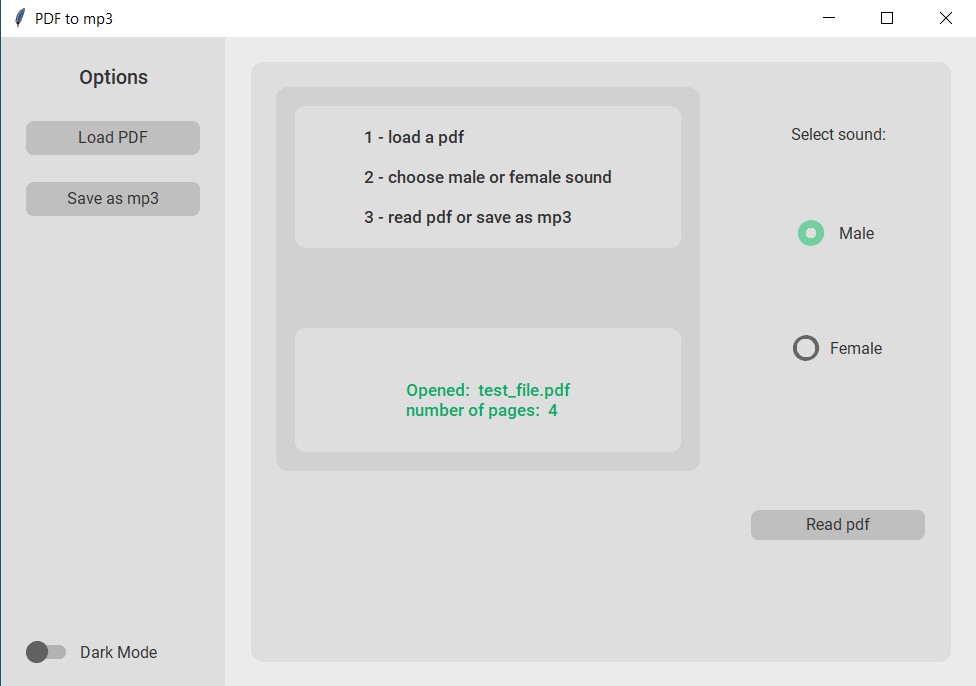 PDF to mp3
Options
Load PDF
Save as mp3
Dark Mode
1 - load a pdf
2 - choose male or female sound
3 - read pdf or save as mp3
Opened:  test_file.pdf
number of pages:  4
Select sound:
Male
Female
Read pdf